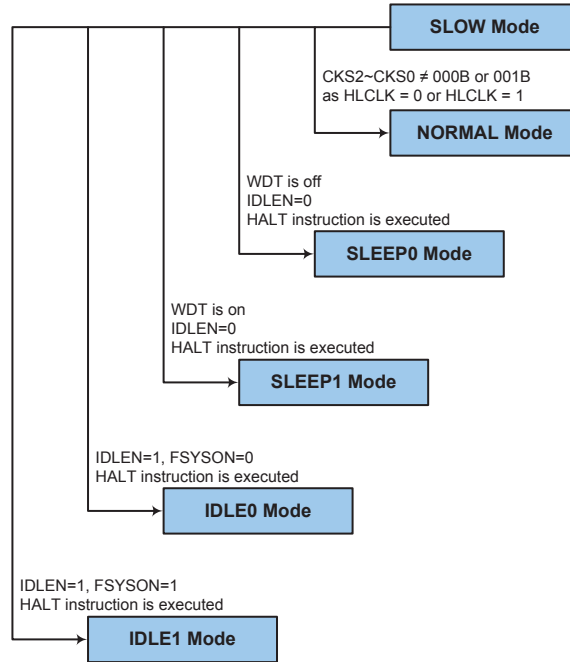 SLOW Mode
CKS2~CKS0 ≠ 000B or 001B
as HLCLK = 0 or HLCLK = 1
NORMAL Mode
WDT is off
IDLEN=0
HALT instruction is executed
SLEEP0 Mode
WDT is on
IDLEN=0
HALT instruction is executed
SLEEP1 Mode
IDLEN=1, FSYSON=0
HALT instruction is executed
IDLE0 Mode
IDLEN=1, FSYSON=1
HALT instruction is executed
IDLE1 Mode